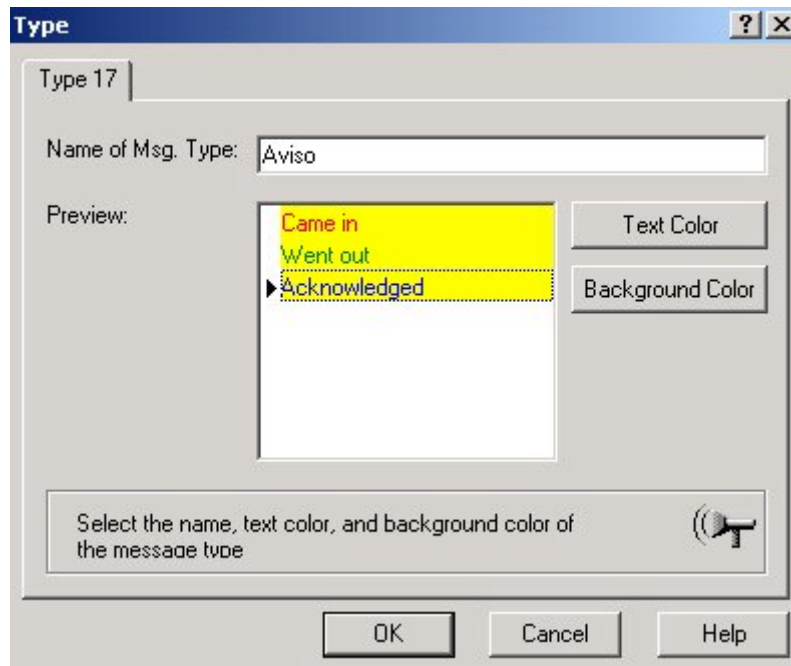 Type
Type 17
Name of Msg. Type: Aviso
Preview:
Came in
Went out
Acknowledged
Text Color
Background Color
Select the name, text color, and background color of
the message type
OK Cancel Help